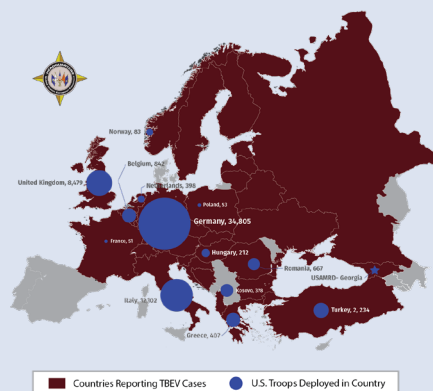 Norway, 83
Belgium, 842
United Kingdom, 8,479
Netherlands, 398
Poland, 53
Germany, 34,805
France, 51
Hungary, 212
Romania, 667
USAMRD- Georgia
Kosovo, 378
Italy,
Turkey, 2, 234
Greece, 407
Countries Reporting TBEV Cases
U.S. Troops Deployed in Country